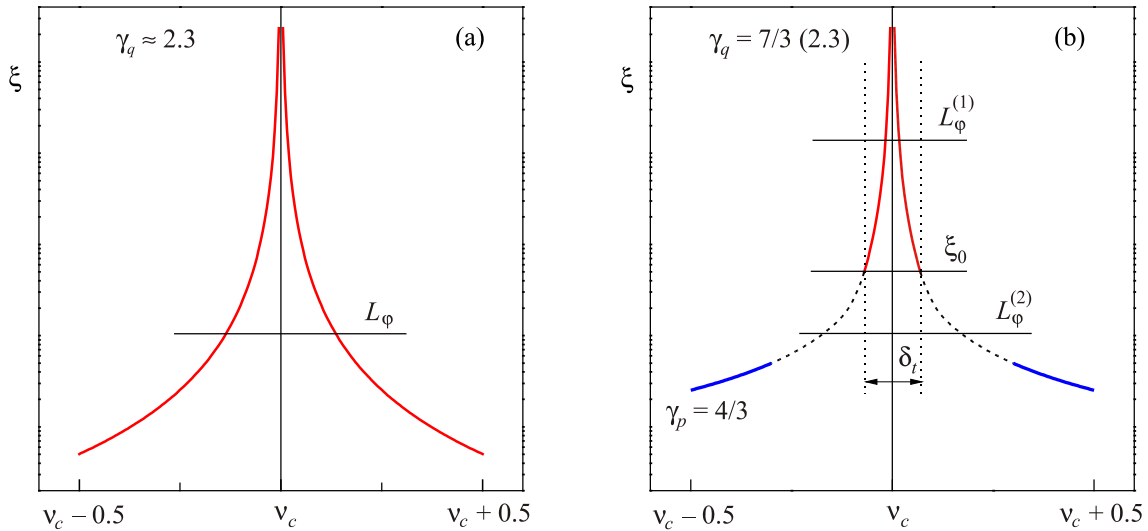 γq ≈ 2.3
(a)
ξ
Lφ
νc − 0.5
νc
νc + 0.5
γq = 7/3 (2.3)
(b)
ξ
Lφ(1)
ξ0
Lφ(2)
δt
γp = 4/3
νc − 0.5
νc
νc + 0.5